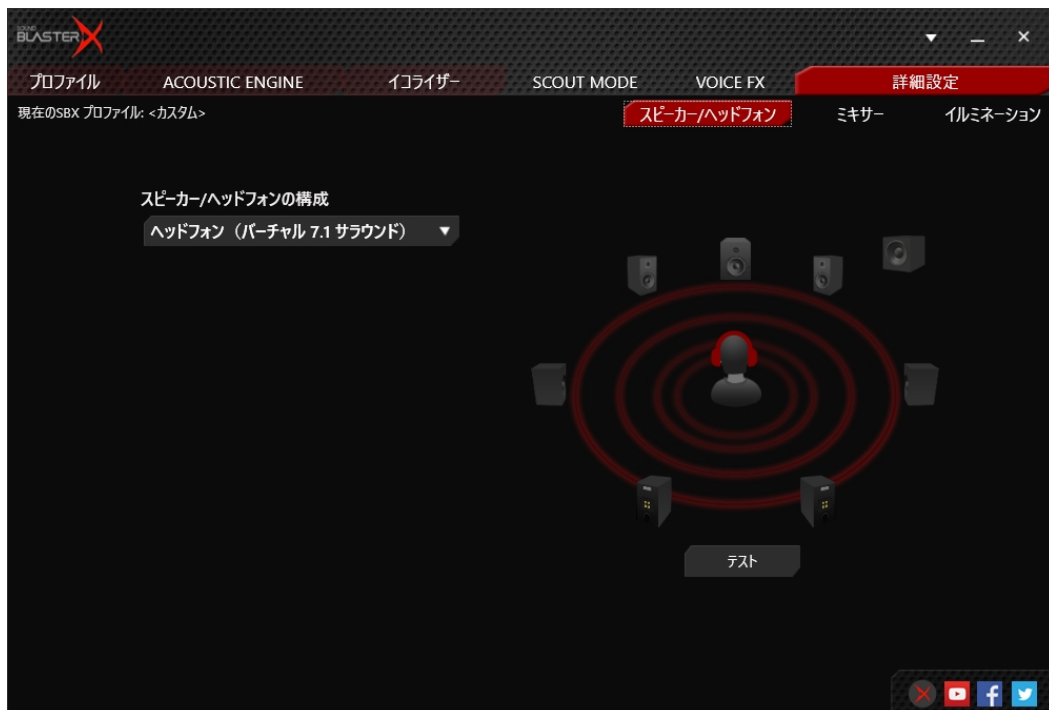 SOUND
BLASTERX
プロファイル ACOUSTIC ENGINE イコライザー SCOUT MODE VOICE FX 詳細設定
現在のSBX プロファイル: <カスタム> スピーカー/ヘッドフォン ミキサー イルミネーション
スピーカー/ヘッドフォンの構成
ヘッドフォン（バーチャル 7.1 サラウンド）
テスト